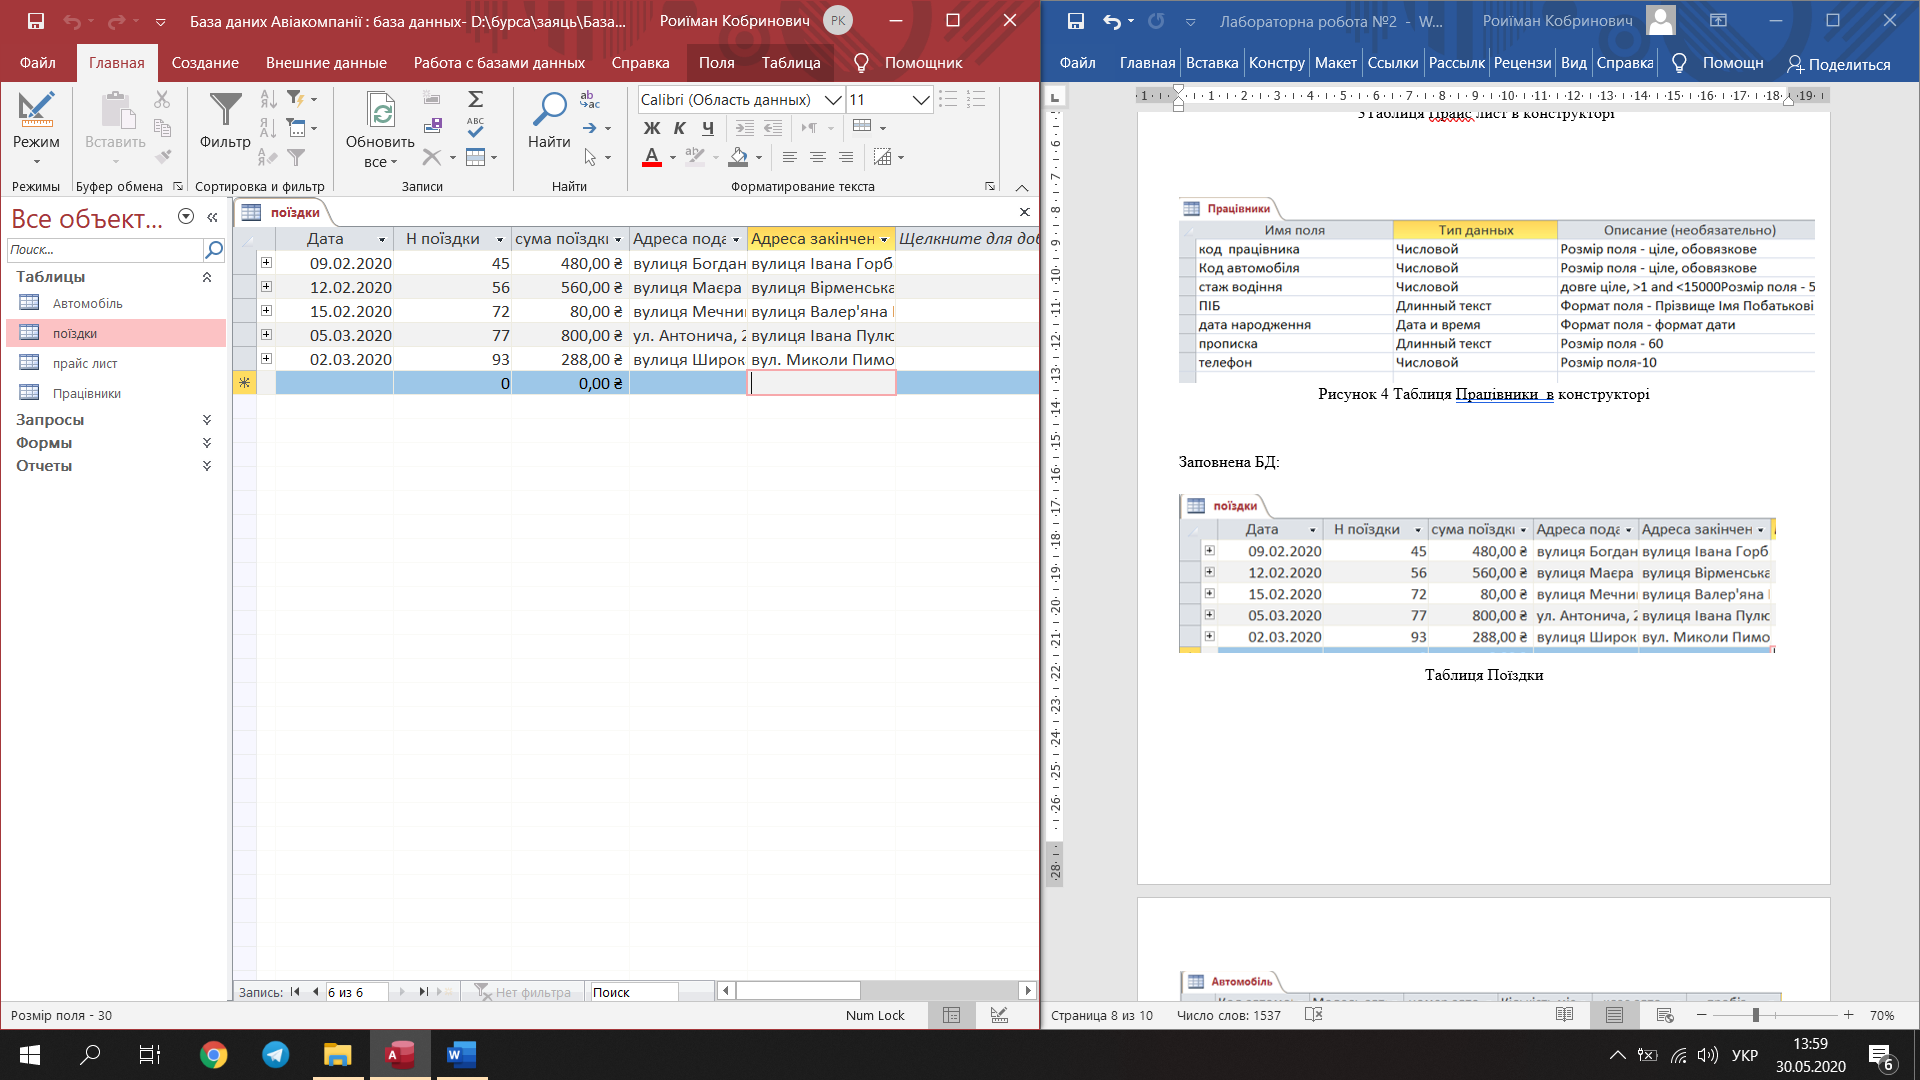 База даних Авіакомпанії : база данных- D:\бурса\заяць\База...
Роиїман Кобринович
РК
Файл
Главная
Создание
Внешние данные
Работа с базами данных
Справка
Поля
Таблица
Помощник
Режим
Вставить
Фильтр
Обновить
все
Найти
Calibri (Область данных)
11
Ж К Ч
Режимы
Буфер обмена
Сортировка и фильтр
Записи
Найти
Форматирование текста
Все объект...
Поиск...
Таблицы
Автомобіль
поїздки
прайс лист
Працівники
Запросы
Формы
Отчеты
поїздки
Дата Н поїздки сума поїздкі Адреса пода Адреса закінчен Щелкните для доб
09.02.2020 45 480,00 ₴ вулиця Богдан вулиця Івана Горб
12.02.2020 56 560,00 ₴ вулиця Маєра вулиця Вірменська
15.02.2020 72 80,00 ₴ вулиця Мечни вулиця Валер'яна
05.03.2020 77 800,00 ₴ ул. Антонича, 2 вулиця Івана Пулю
02.03.2020 93 288,00 ₴ вулиця Широк вул. Миколи Пимо
0 0,00 ₴
Запись: 6 из 6 Нет фильтра Поиск
Розмір поля - 30
Num Lock
Лабораторна робота №2 - W...
Роиїман Кобринович
Файл
Главная
Вставка
Констру
Макет
Ссылки
Рассылк
Рецензи
Вид
Справка
Помощн
Поделиться
3 Таблиця Прайс лист в конструкторі
Працівники
Имя поля Тип данных Описание (необязательно)
код працівника Числовой Розмір поля - ціле, обовязкове
Код автомобіля Числовой Розмір поля - ціле, обовязкове
стаж водіння Числовой довге ціле, >1 and <15000Розмір поля - 5
ПІБ Длинный текст Формат поля - Прізвище Імя Побатькові
дата народження Дата и время Формат поля - формат дати
прописка Длинный текст Розмір поля - 60
телефон Числовой Розмір поля-10
Рисунок 4 Таблиця Працівники в конструкторі
Заповнена БД:
поїздки
Дата Н поїздки сума поїздкі Адреса пода Адреса закінчен
09.02.2020 45 480,00 ₴ вулиця Богдан вулиця Івана Горб
12.02.2020 56 560,00 ₴ вулиця Маєра вулиця Вірменська
15.02.2020 72 80,00 ₴ вулиця Мечни вулиця Валер'яна
05.03.2020 77 800,00 ₴ ул. Антонича, 2 вулиця Івана Пулю
02.03.2020 93 288,00 ₴ вулиця Широк вул. Миколи Пимо
Таблиця Поїздки
Автомобіль
Страница 8 из 10
Число слов: 1537
70%
УКР
13:59
30.05.2020
6